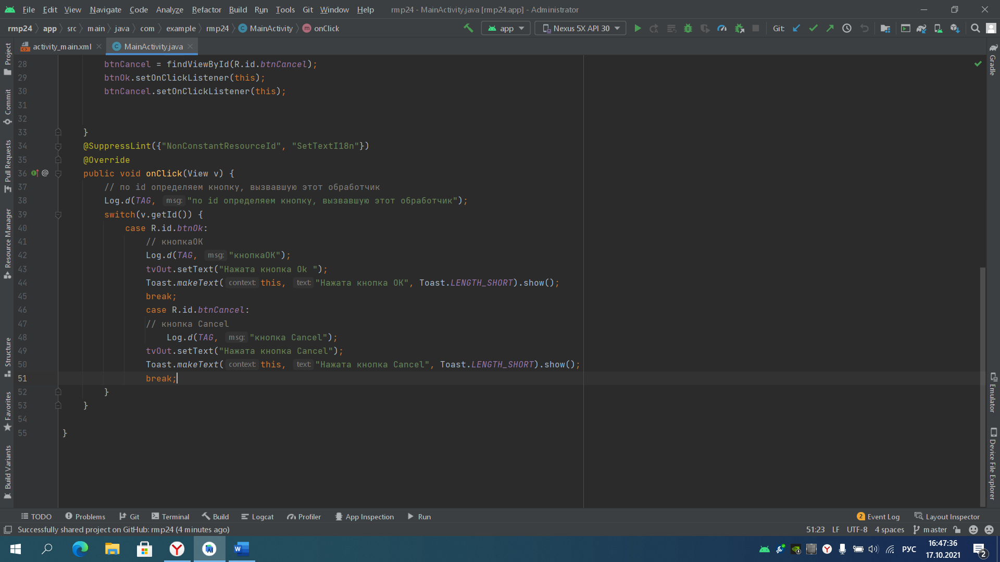 File Edit View Navigate Code Analyze Refactor Build Run Tools Git Window Help rmp24 - MainActivity.java [rmp24.app] - Administrator
rmp24 app src main java com example rmp24 MainActivity onClick app Nexus 5X API 30 Git:
activity_main.xml MainActivity.java
Project
Commit
Pull Requests
Resource Manager
Structure
Favorites
Build Variants
28 btnCancel = findViewById(R.id.btnCancel);
29 btnOk.setOnClickListener(this);
30 btnCancel.setOnClickListener(this);
31
32
33 }
34 @SuppressLint({"NonConstantResourceId", "SetTextI18n"})
35 @Override
36 public void onClick(View v) {
37 // по id определяем кнопку, вызвавшую этот обработчик
38 Log.d(TAG, msg: "по id определяем кнопку, вызвавшую этот обработчик");
39 switch(v.getId()) {
40 case R.id.btnOk:
41 // кнопкаОК
42 Log.d(TAG, msg: "кнопкаОК");
43 tvOut.setText("Нажата кнопка Ok ");
44 Toast.makeText( context: this, text: "Нажата кнопка ОК", Toast.LENGTH_SHORT).show();
45 break;
46 case R.id.btnCancel:
47 // кнопка Cancel
48 Log.d(TAG, msg: "кнопка Cancel");
49 tvOut.setText("Нажата кнопка Cancel");
50 Toast.makeText( context: this, text: "Нажата кнопка Cancel", Toast.LENGTH_SHORT).show();
51 break;
52 }
53 }
54
55 }
Gradle
Emulator
Device File Explorer
TODO Problems Git Terminal Build Logcat Profiler App Inspection Run 2 Event Log Layout Inspector
Successfully shared project on GitHub: rmp24 (4 minutes ago) 51:23 LF UTF-8 4 spaces master
РУС 16:47:36
17.10.2021 2